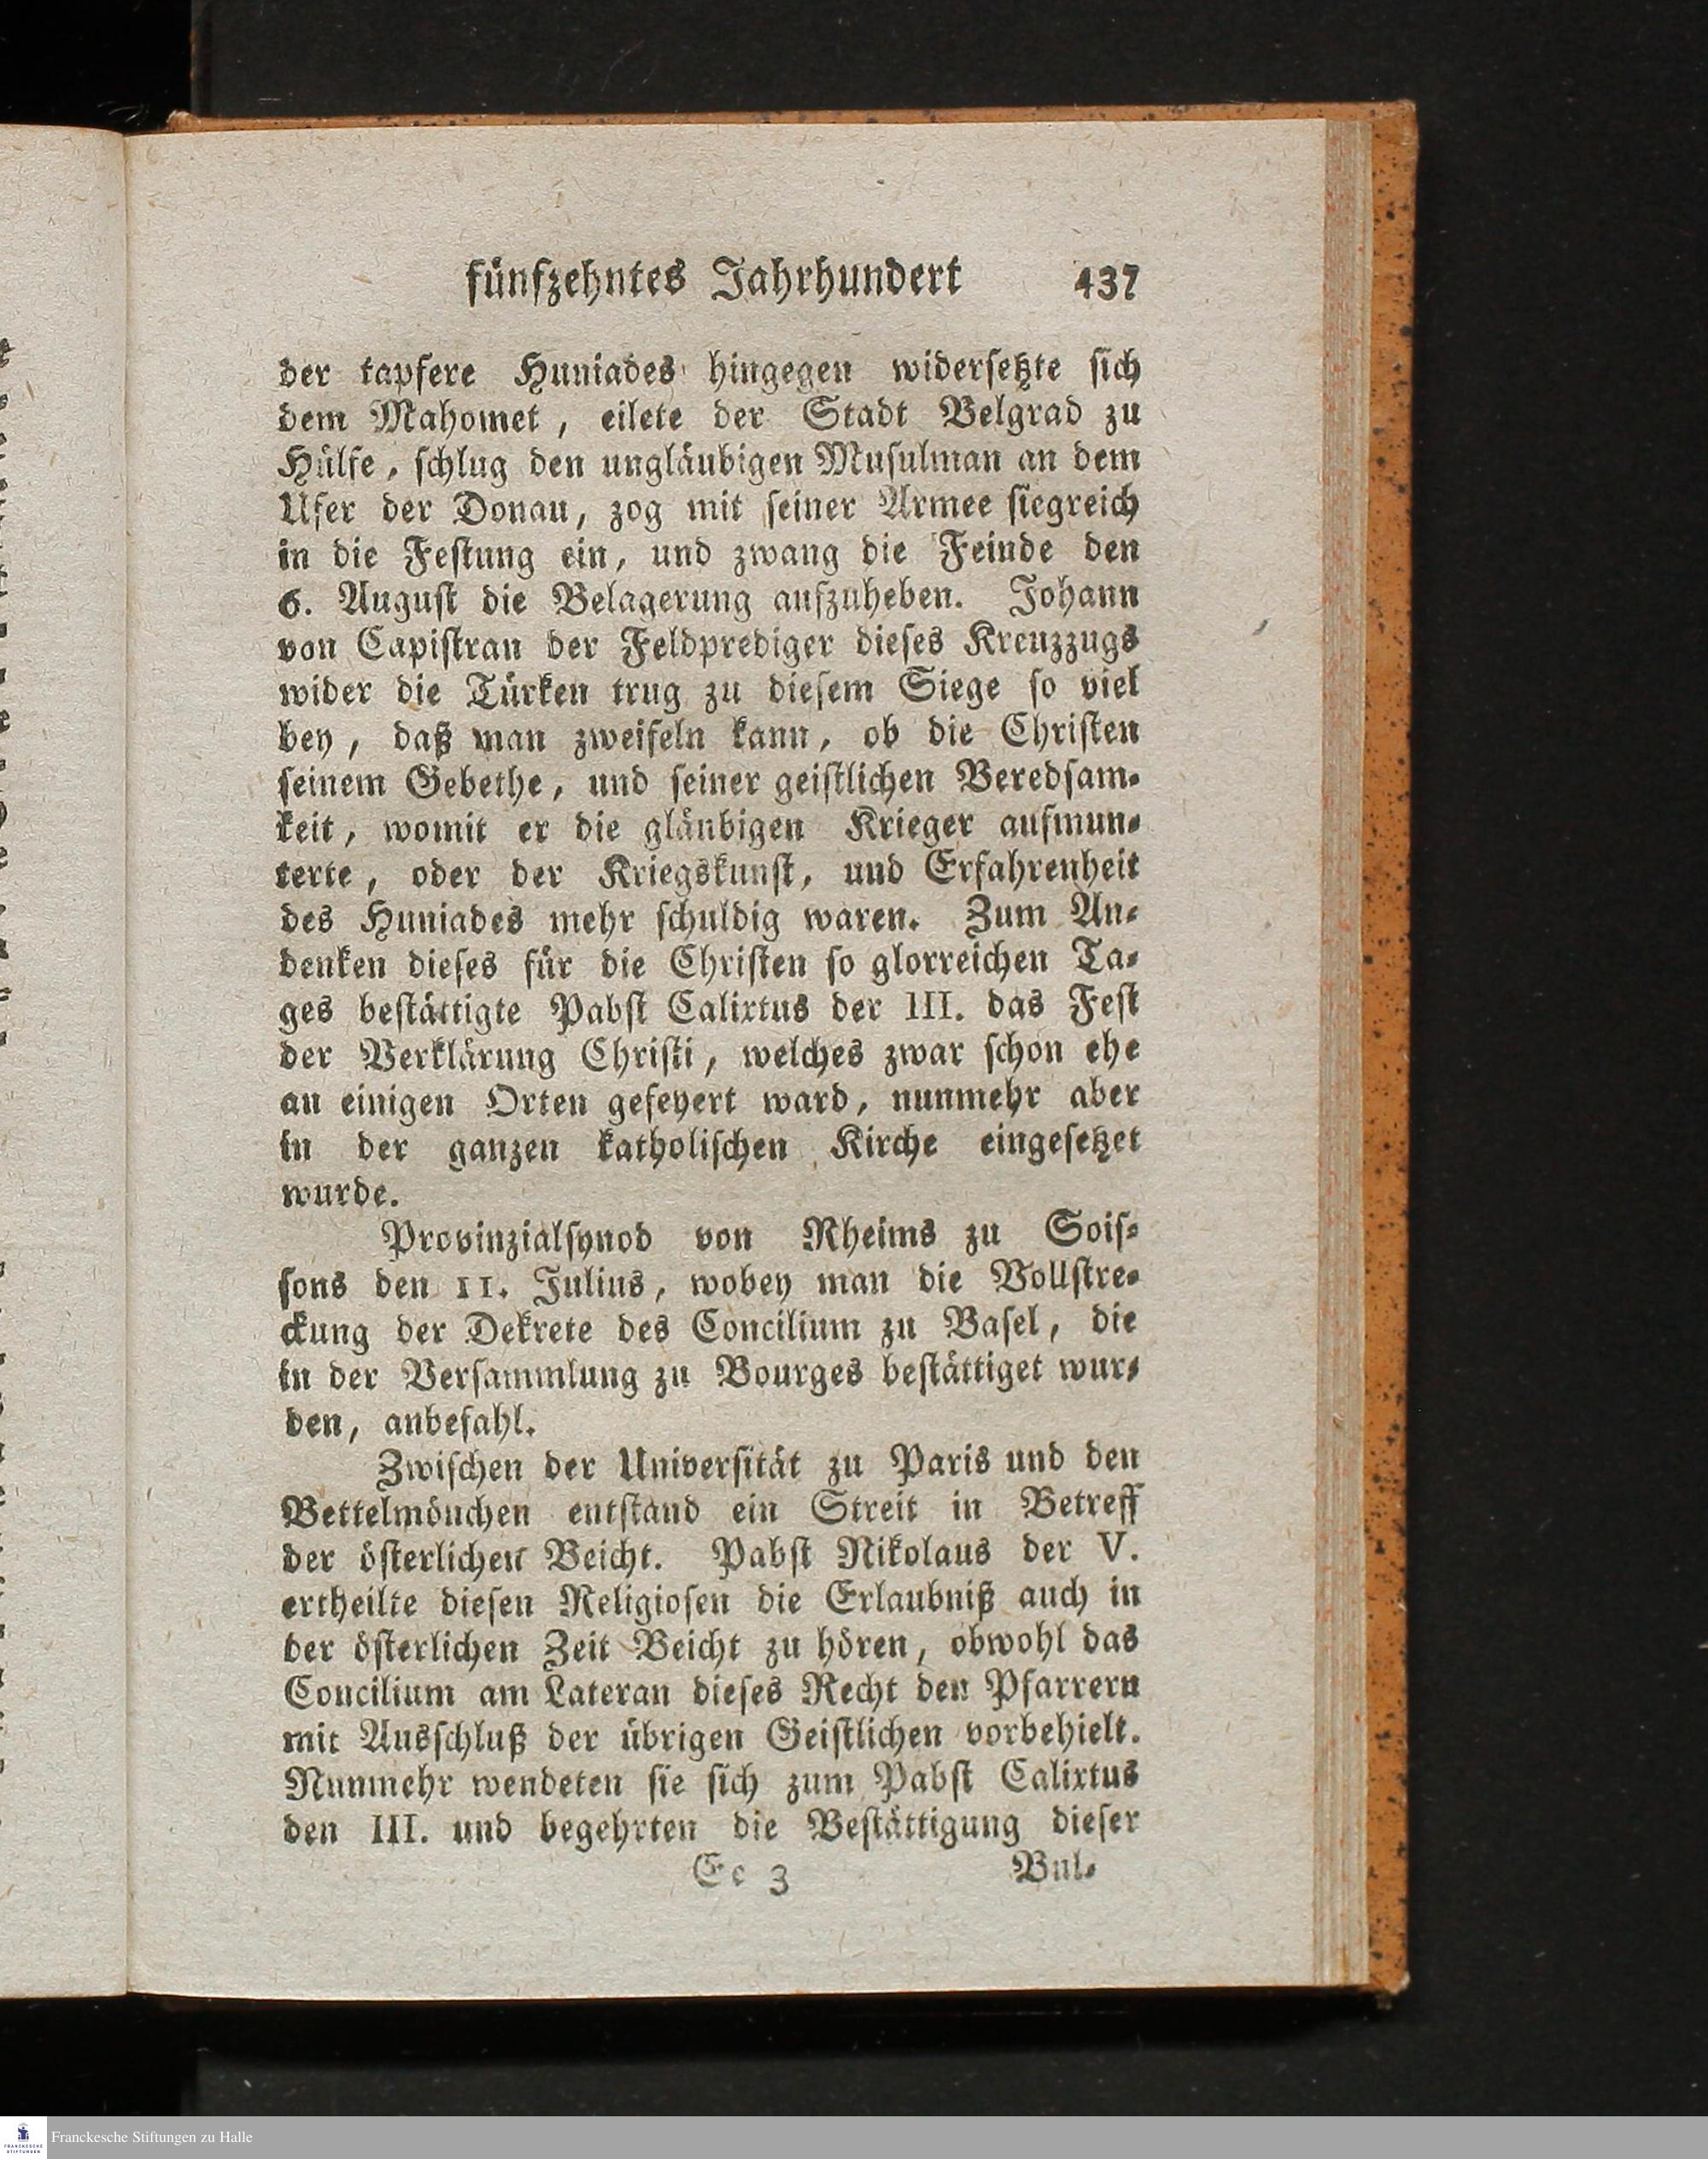 fünfzehntes Jahrhundert 437
der tapfere Huniades hingegen widersetzte sich
dem Mahomet, eilete der Stadt Belgrad zu
Hülfe, schlug den ungläubigen Musulman an dem
Ufer der Donau, zog mit seiner Armee siegreich
in die Festung ein, und zwang die Feinde den
6. August die Belagerung aufzuheben. Johann
von Capistran der Feldprediger dieses Kreuzzugs
wider die Türken trug zu diesem Siege so viel
bey, daß man zweifeln kann, ob die Christen
seinem Gebethe, und seiner geistlichen Beredsam-
keit, womit er die gläubigen Krieger aufmun-
terte, oder der Kriegskunst, und Erfahrenheit
des Huniades mehr schuldig waren. Zum An-
denken dieses für die Christen so glorreichen Ta-
ges bestättigte Pabst Calixtus der III. das Fest
der Verklärung Christi, welches zwar schon ehe
an einigen Orten gefeyert ward, nunmehr aber
in der ganzen katholischen Kirche eingesetzet
wurde.
Provinzialsynod von Rheims zu Sois-
sons den 11. Julius, wobey man die Vollstre-
ckung der Dekrete des Concilium zu Basel, die
in der Versammlung zu Bourges bestättiget wur-
den, anbefahl.
Zwischen der Universität zu Paris und den
Bettelmönchen entstand ein Streit in Betreff
der österlichen Beicht. Pabst Nikolaus der V.
ertheilte diesen Religiosen die Erlaubniß auch in
der österlichen Zeit Beicht zu hören, obwohl das
Concilium am Lateran dieses Recht den Pfarrern
mit Ausschluß der übrigen Geistlichen vorbehielt.
Nunmehr wendeten sie sich zum Pabst Calixtus
den III. und begehrten die Bestättigung dieser
Ee 3 Bul-
Franckesche Stiftungen zu Halle